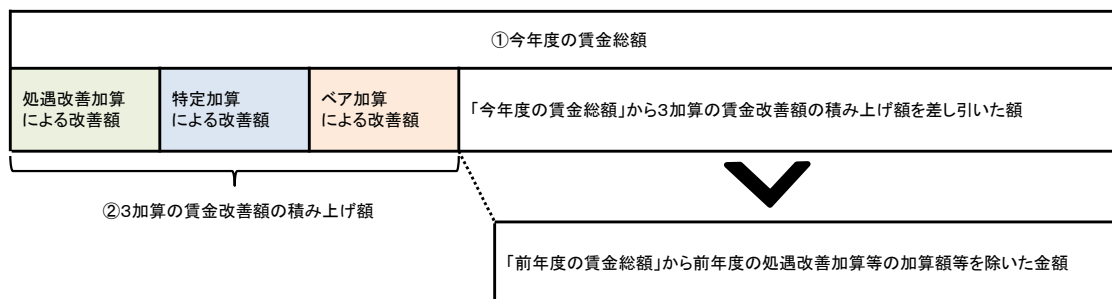 ①今年度の賃金総額
処遇改善加算
による改善額
特定加算
による改善額
ベア加算
による改善額
「今年度の賃金総額」から3加算の賃金改善額の積み上げ額を差し引いた額
②3加算の賃金改善額の積み上げ額
「前年度の賃金総額」から前年度の処遇改善加算等の加算額等を除いた金額